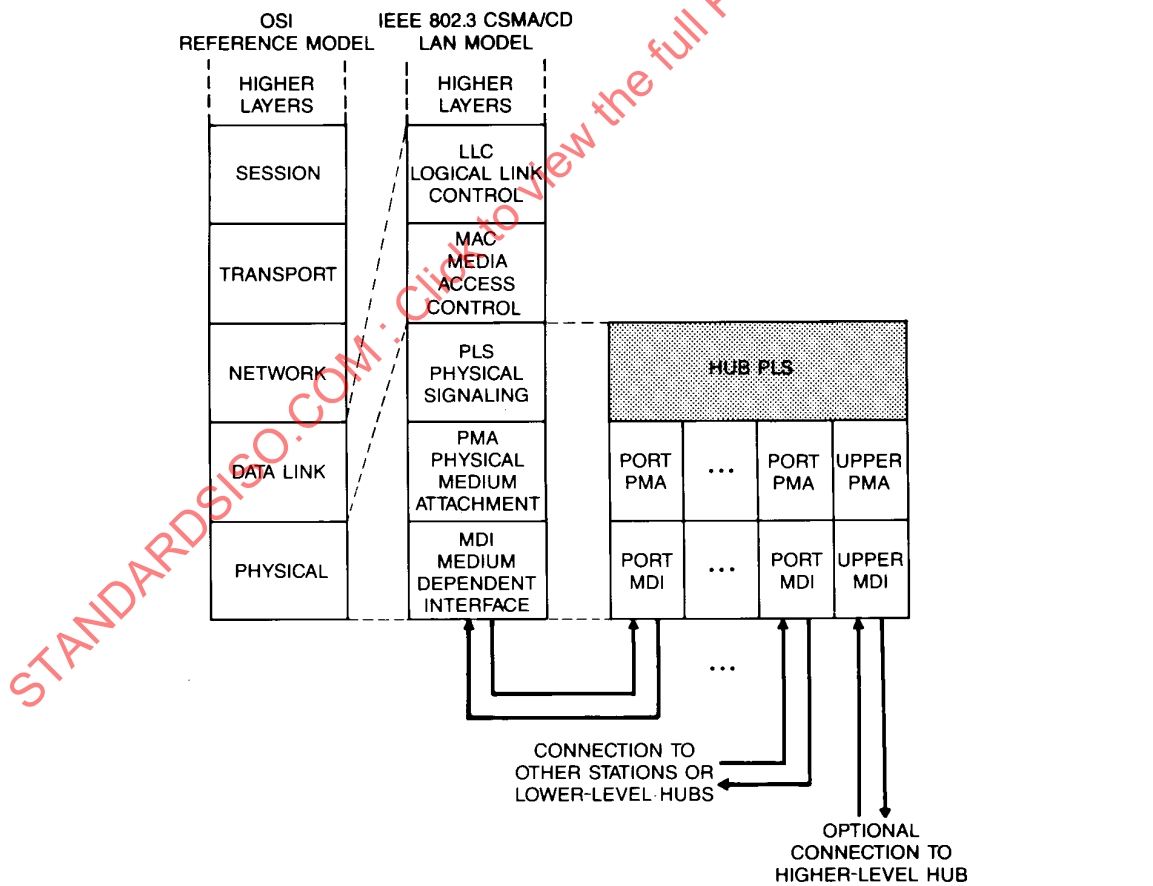 OSI
REFERENCE MODEL
IEEE 802.3 CSMA/CD
LAN MODEL
HIGHER
LAYERS
SESSION
TRANSPORT
NETWORK
DATA LINK
PHYSICAL
HIGHER
LAYERS
LLC
LOGICAL LINK
CONTROL
MAC
MEDIA
ACCESS
CONTROL
PLS
PHYSICAL
SIGNALING
PMA
PHYSICAL
MEDIUM
ATTACHMENT
MDI
MEDIUM
DEPENDENT
INTERFACE
HUB PLS
PORT
PMA
...
PORT
PMA
UPPER
PMA
PORT
MDI
...
PORT
MDI
UPPER
MDI
...
CONNECTION TO
OTHER STATIONS OR
LOWER-LEVEL HUBS
OPTIONAL
CONNECTION TO
HIGHER-LEVEL HUB
STANDARDSISO.COM : Click to view the full